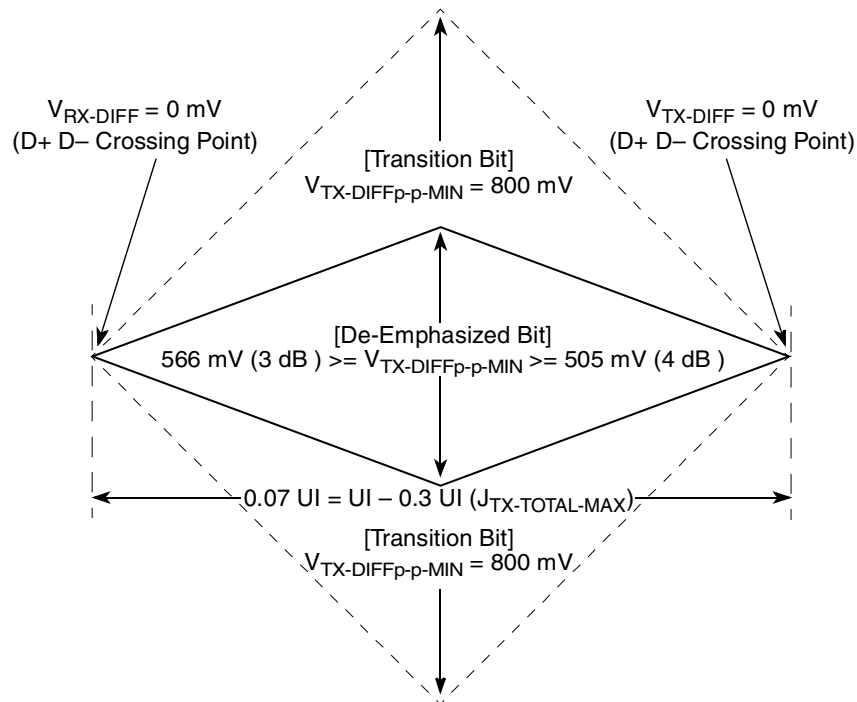 V_RX-DIFF = 0 mV
(D+ D– Crossing Point)
V_TX-DIFF = 0 mV
(D+ D– Crossing Point)
[Transition Bit]
V_TX-DIFFp-p-MIN = 800 mV
[De-Emphasized Bit]
566 mV (3 dB ) >= V_TX-DIFFp-p-MIN >= 505 mV (4 dB )
0.07 UI = UI – 0.3 UI (J_TX-TOTAL-MAX)
[Transition Bit]
V_TX-DIFFp-p-MIN = 800 mV